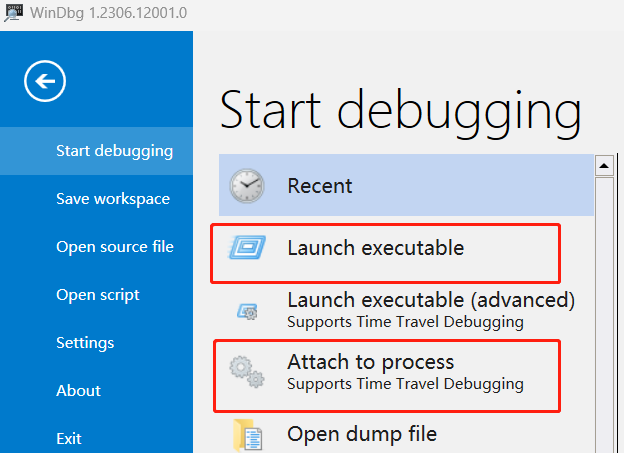 WinDbg 1.2306.12001.0
Start debugging
Save workspace
Open source file
Open script
Settings
About
Exit
Start debugging
Recent
Launch executable
Launch executable (advanced)
Supports Time Travel Debugging
Attach to process
Supports Time Travel Debugging
Open dump file